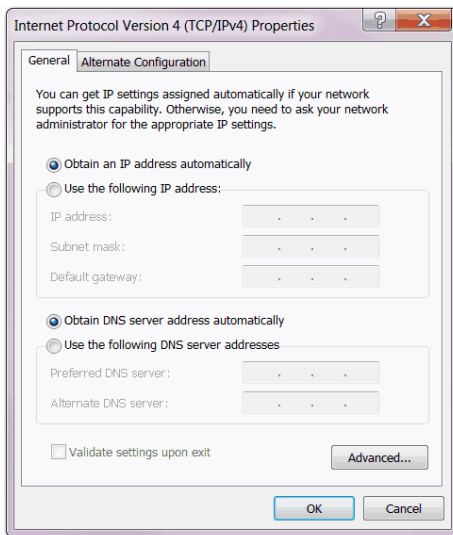 Internet Protocol Version 4 (TCP/IPv4) Properties
General
Alternate Configuration
You can get IP settings assigned automatically if your network
supports this capability. Otherwise, you need to ask your network
administrator for the appropriate IP settings.
Obtain an IP address automatically
Use the following IP address:
IP address:
Subnet mask:
Default gateway:
Obtain DNS server address automatically
Use the following DNS server addresses
Preferred DNS server:
Alternate DNS server:
Validate settings upon exit
Advanced...
OK
Cancel